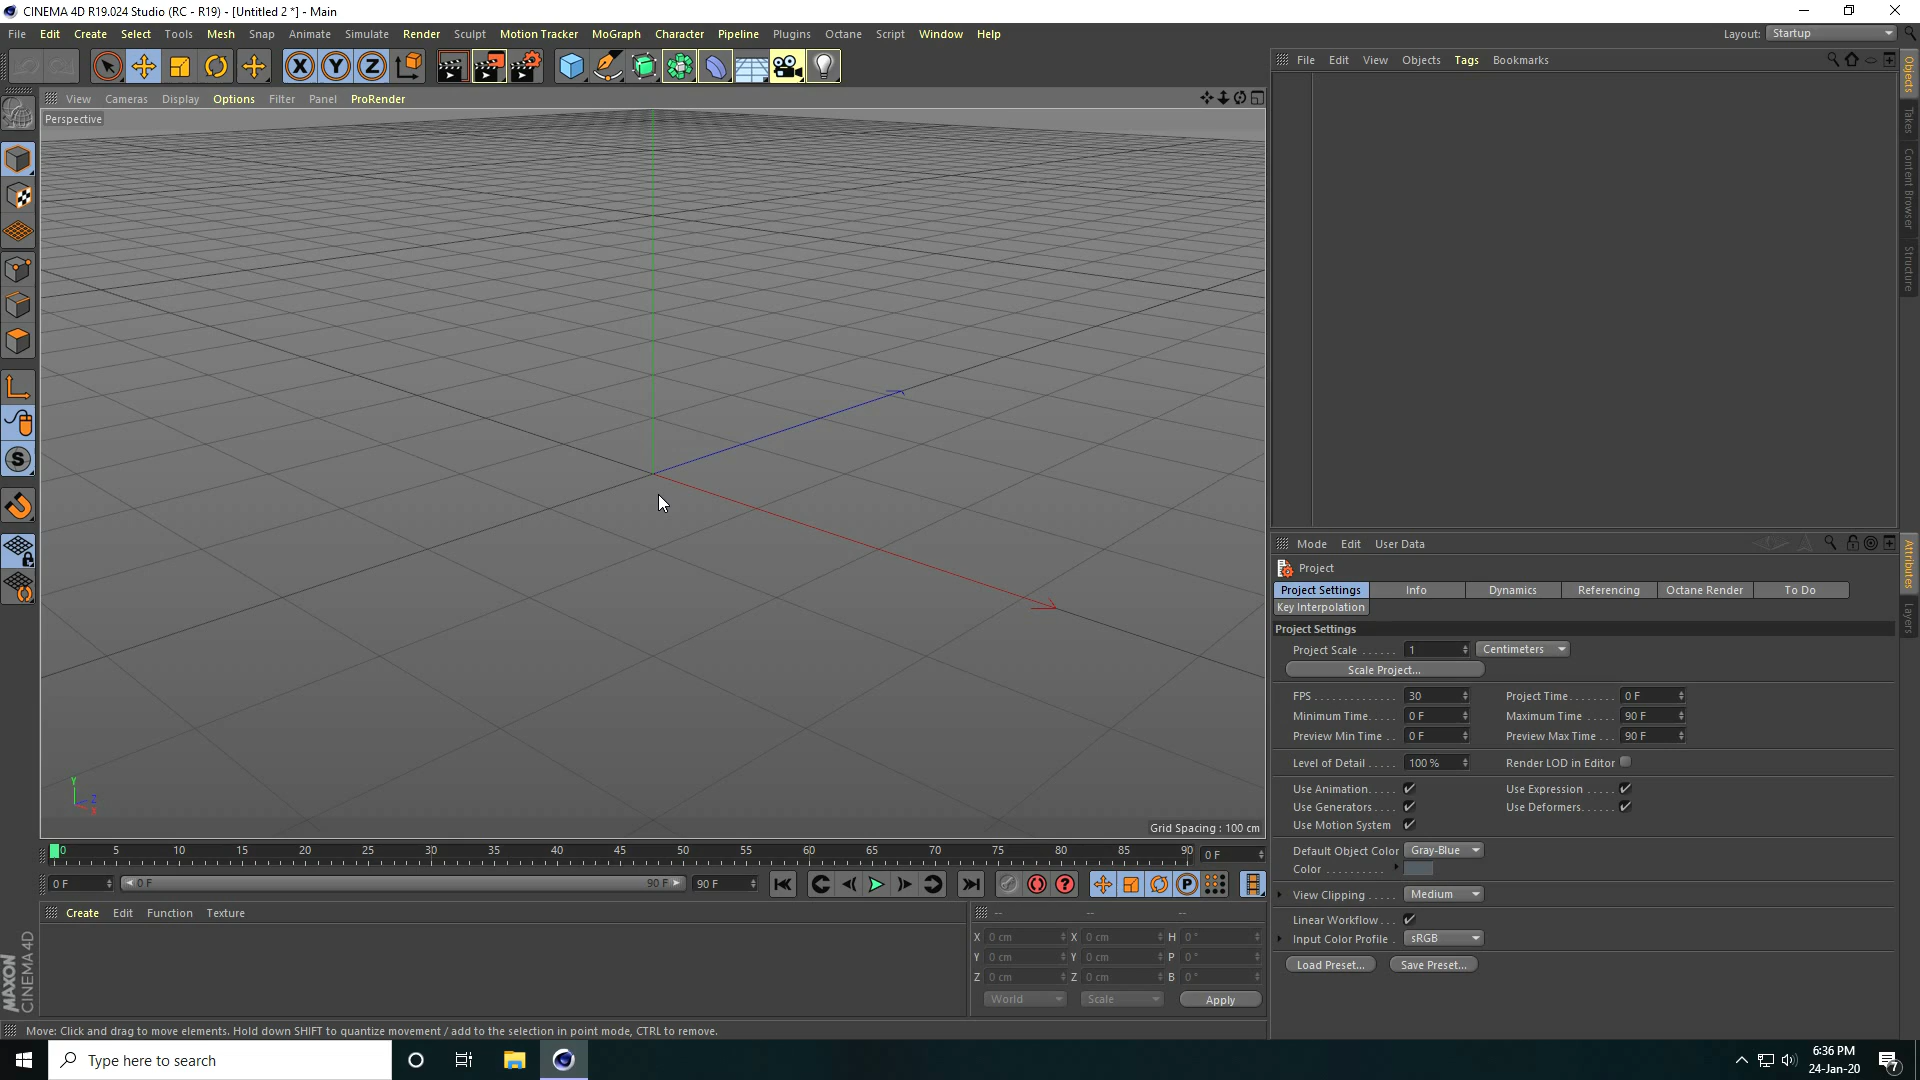 CINEMA 4D R19.024 Studio (RC - R19) - [Untitled 2 *] - Main
File Edit Create Select Tools Mesh Snap Animate Simulate Render Sculpt Motion Tracker MoGraph Character Pipeline Plugins Octane Script Window Help Layout: Startup
X Y Z
File Edit View Objects Tags Bookmarks
View Cameras Display Options Filter Panel ProRender
Perspective
Objects
Takes
Content Browser
Structure
S
Y
Z
X
Grid Spacing : 100 cm
Mode Edit User Data
Project
Project Settings Info Dynamics Referencing Octane Render To Do
Key Interpolation
Project Settings
Project Scale ...... 1 Centimeters
Scale Project...
FPS .............. 30 Project Time........ 0 F
Minimum Time..... 0 F Maximum Time ..... 90 F
Preview Min Time .. 0 F Preview Max Time ... 90 F
Level of Detail ..... 100 % Render LOD in Editor
Use Animation..... Use Expression .....
Use Generators .... Use Deformers......
Use Motion System
Default Object Color Gray-Blue
Color ..........
View Clipping ..... Medium
Linear Workflow ...
Input Color Profile . sRGB
Load Preset... Save Preset...
Attributes
Layers
0 5 10 15 20 25 30 35 40 45 50 55 60 65 70 75 80 85 90 0 F
0 F 0 F 90 F 90 F ? P
Create Edit Function Texture
-- -- --
X 0 cm X 0 cm H 0 °
Y 0 cm Y 0 cm P 0 °
Z 0 cm Z 0 cm B 0 °
World Scale Apply
MAXON
CINEMA 4D
Move: Click and drag to move elements. Hold down SHIFT to quantize movement / add to the selection in point mode, CTRL to remove.
Type here to search
6:36 PM
24-Jan-20
7